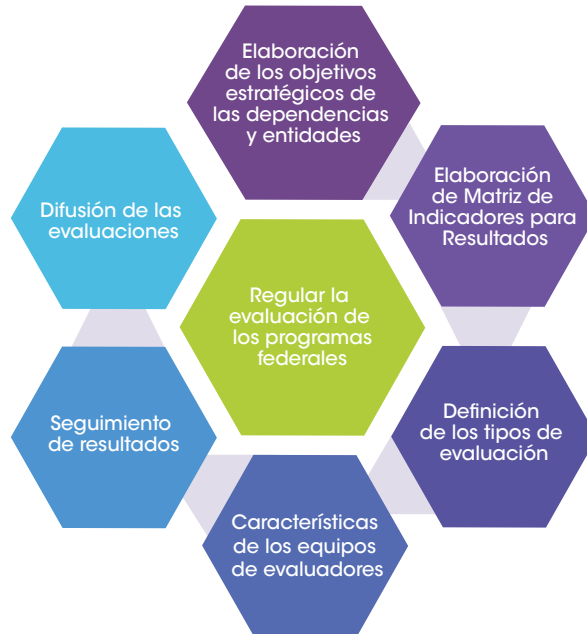 Elaboración
de los objetivos
estratégicos de
las dependencias
y entidades
Elaboración
de Matriz de
Indicadores para
Resultados
Definición
de los tipos de
evaluación
Características
de los equipos
de evaluadores
Seguimiento
de resultados
Difusión de las
evaluaciones
Regular la
evaluación de
los programas
federales